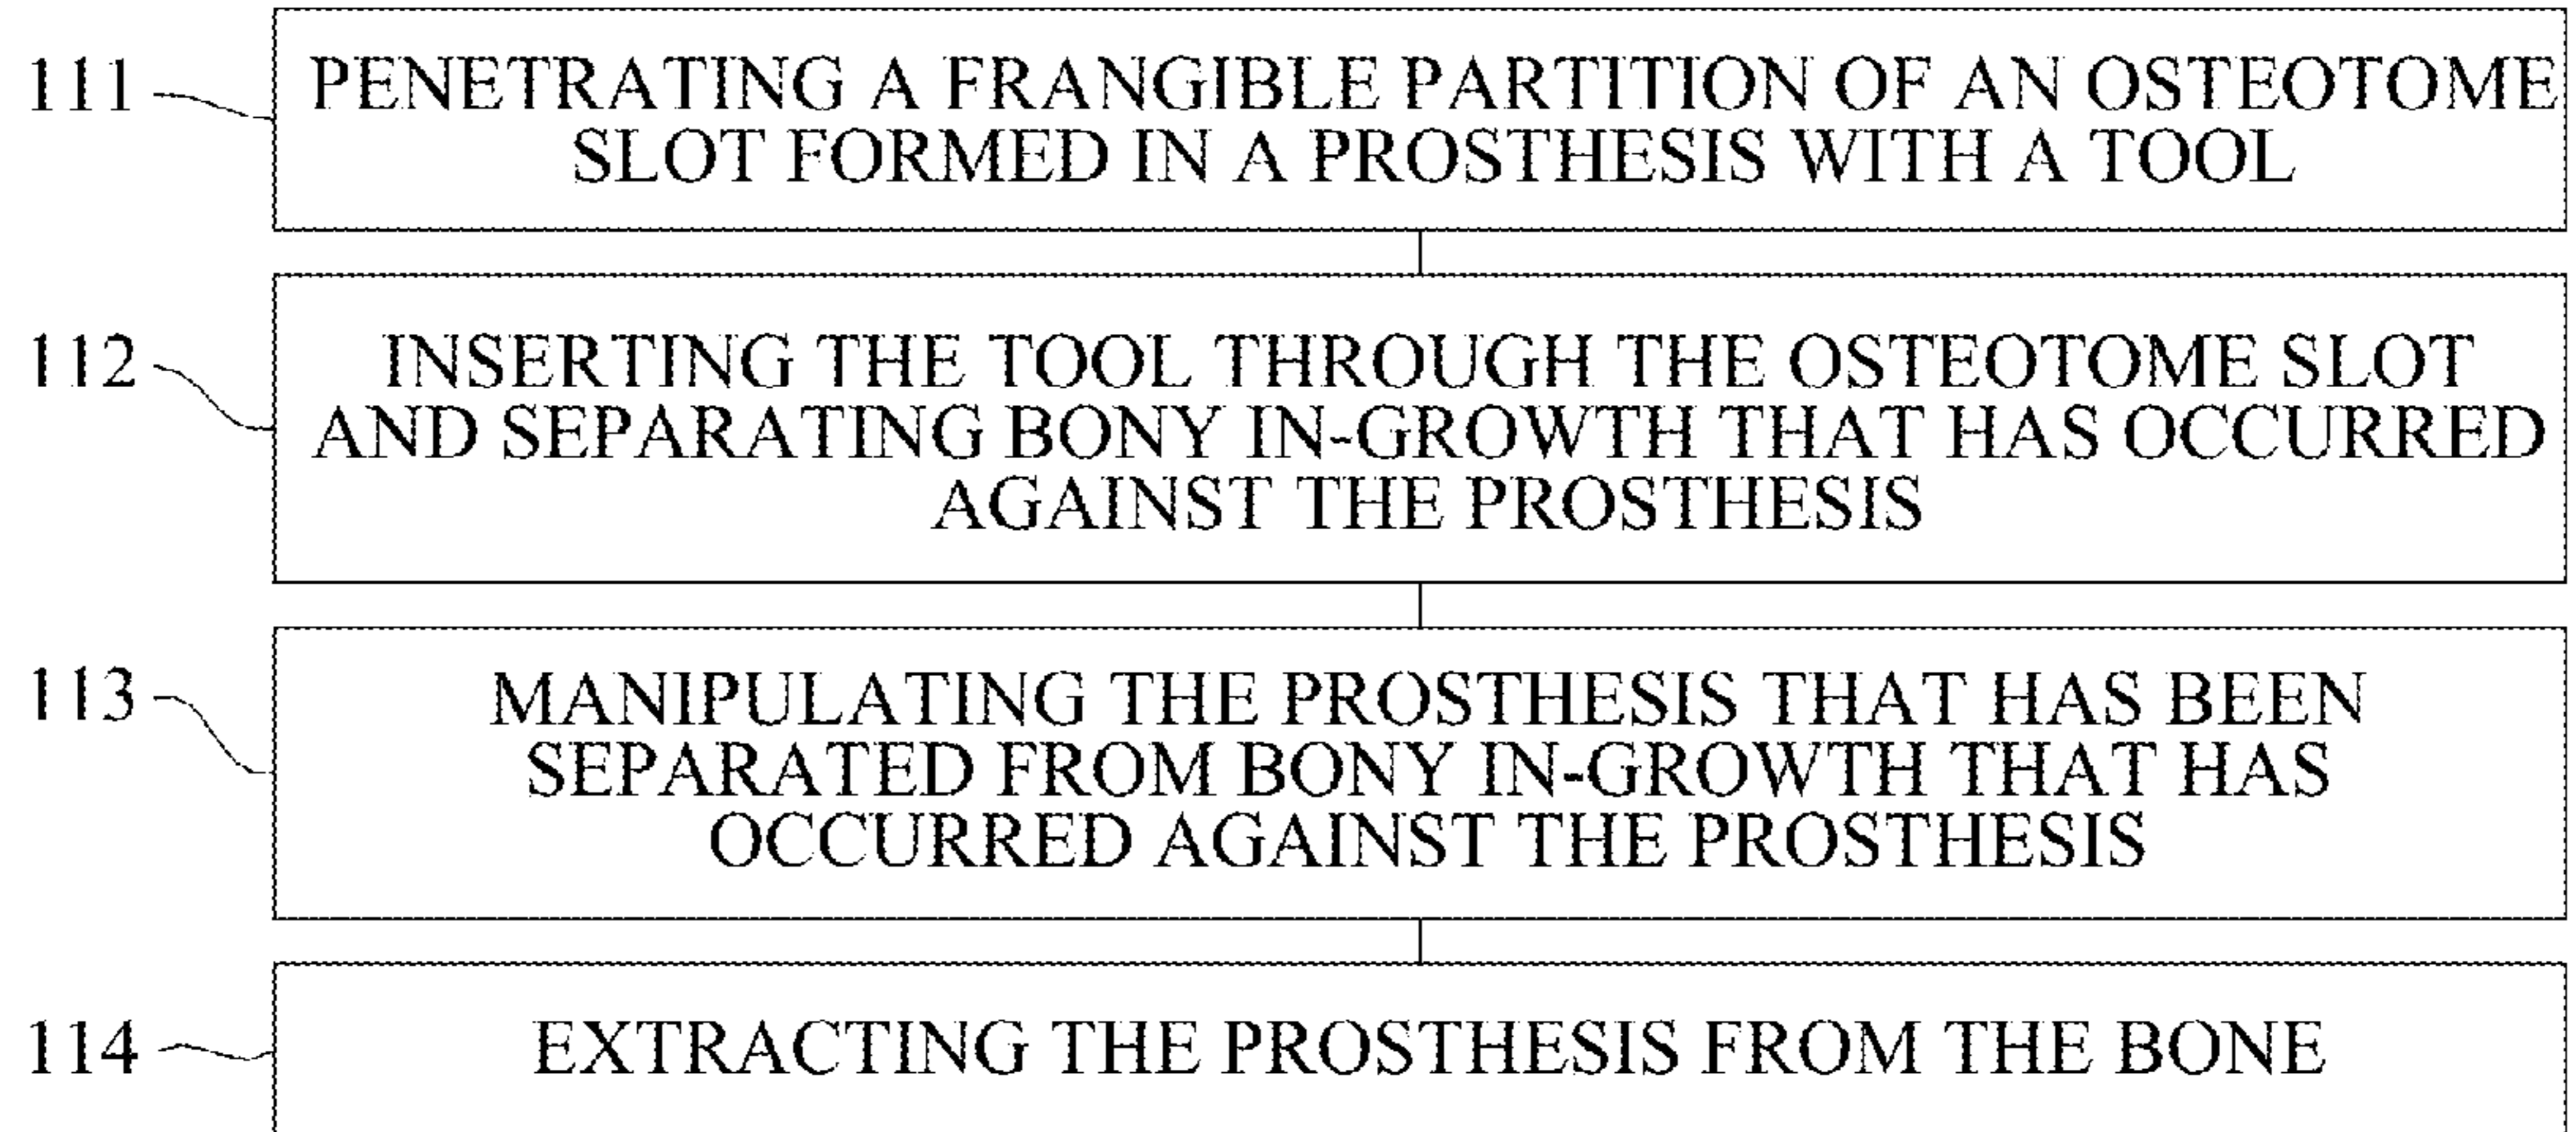 111
PENETRATING A FRANGIBLE PARTITION OF AN OSTEOTOME
SLOT FORMED IN A PROSTHESIS WITH A TOOL
112
INSERTING THE TOOL THROUGH THE OSTEOTOME SLOT
AND SEPARATING BONY IN-GROWTH THAT HAS OCCURRED
AGAINST THE PROSTHESIS
113
MANIPULATING THE PROSTHESIS THAT HAS BEEN
SEPARATED FROM BONY IN-GROWTH THAT HAS
OCCURRED AGAINST THE PROSTHESIS
114
EXTRACTING THE PROSTHESIS FROM THE BONE